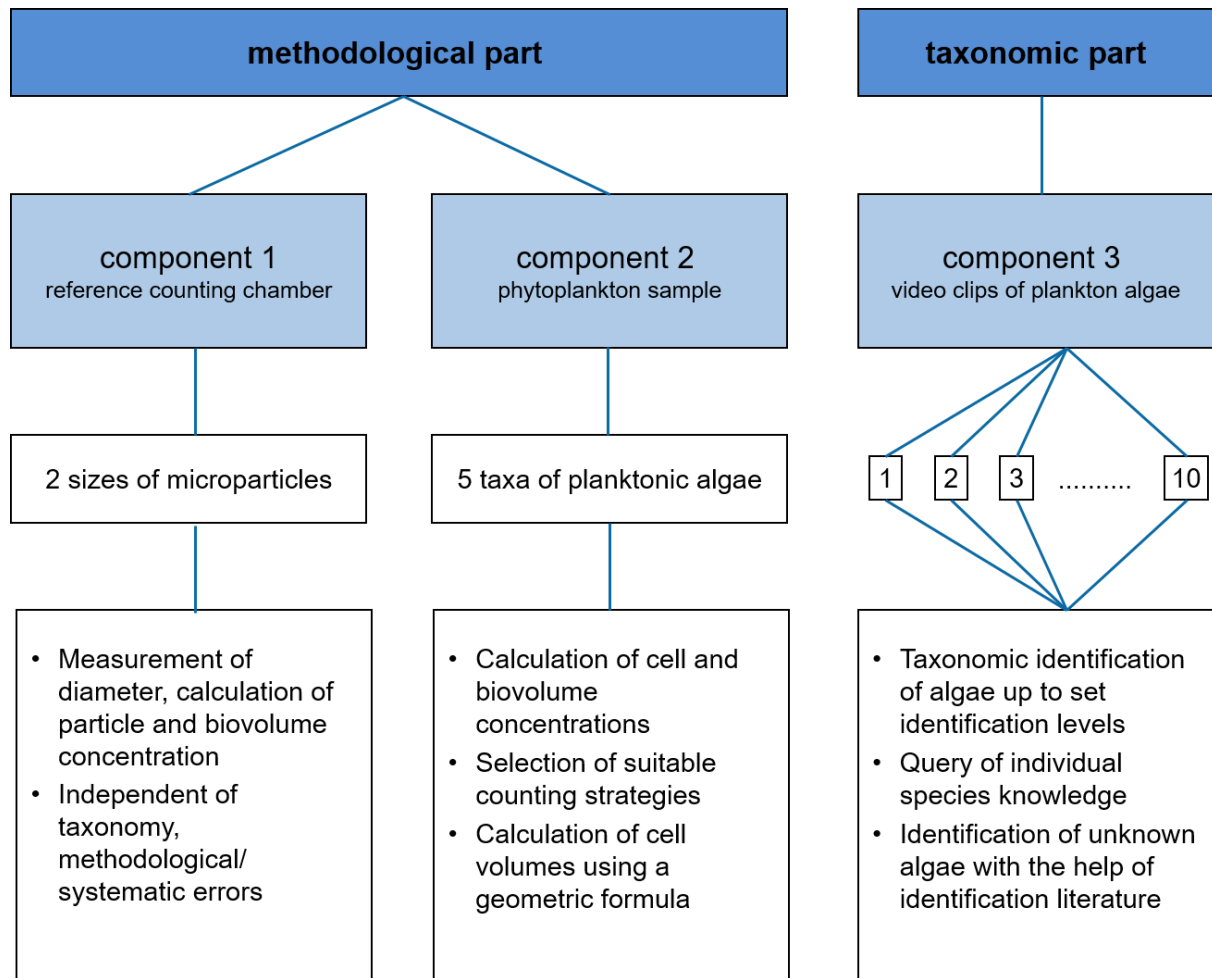 methodological part
taxonomic part
component 1
reference counting chamber
component 2
phytoplankton sample
component 3
video clips of plankton algae
2 sizes of microparticles
5 taxa of planktonic algae
1
2
3
..........
10
• Measurement of
diameter, calculation of
particle and biovolume
concentration
• Independent of
taxonomy,
methodological/
systematic errors
• Calculation of cell and
biovolume
concentrations
• Selection of suitable
counting strategies
• Calculation of cell
volumes using a
geometric formula
• Taxonomic identification
of algae up to set
identification levels
• Query of individual
species knowledge
• Identification of unknown
algae with the help of
identification literature